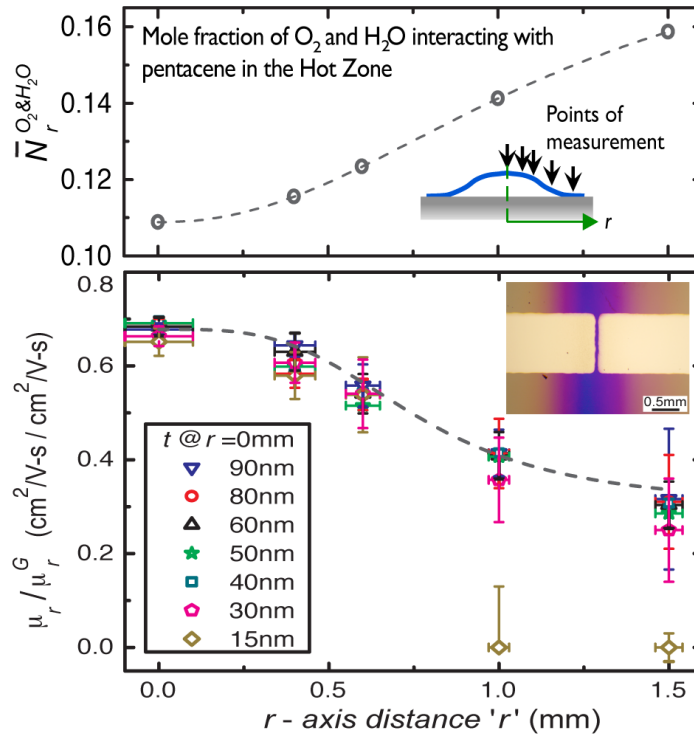 Mole fraction of O2 and H2O interacting with
pentacene in the Hot Zone
N̄ r O2&H2O
0.16
0.14
0.12
0.10
Points of
measurement
r
μr / μr^G (cm²/V-s / cm²/V-s)
0.8
0.6
0.4
0.2
0.0
0.5mm
t @ r =0mm
90nm
80nm
60nm
50nm
40nm
30nm
15nm
0.0 0.5 1.0 1.5
r - axis distance 'r' (mm)